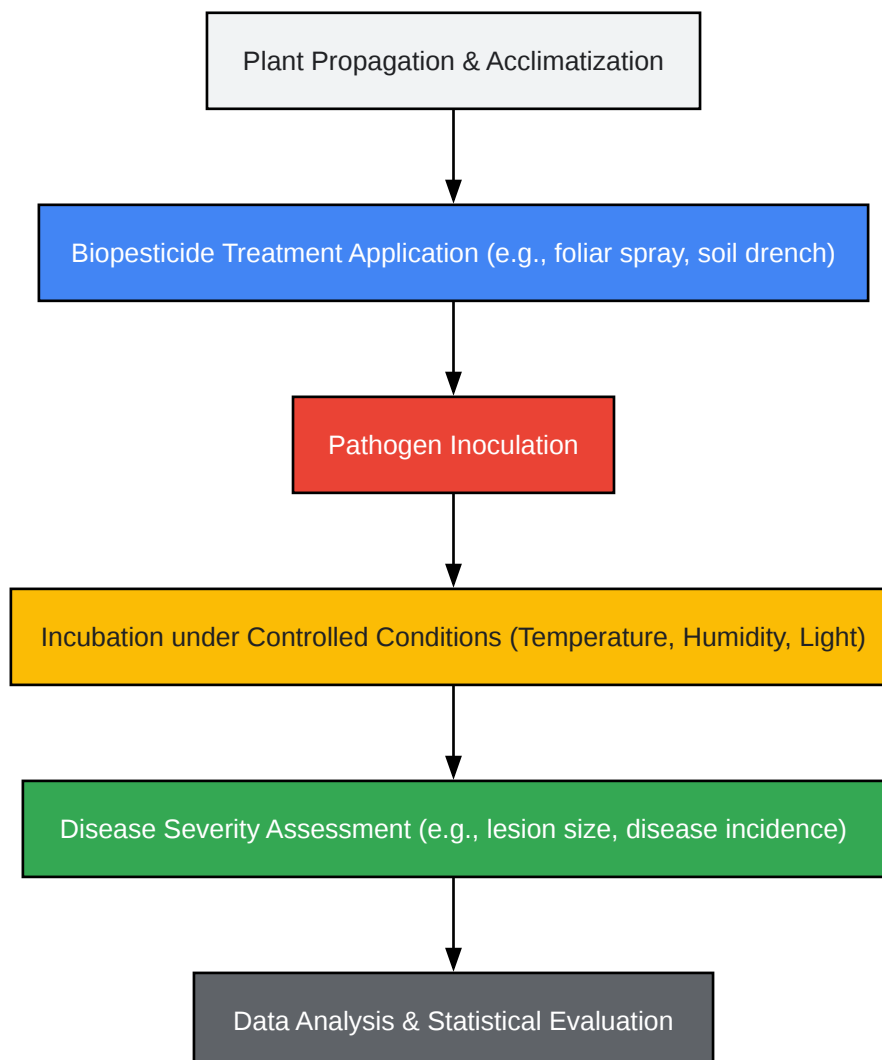 Plant Propagation & Acclimatization
Biopesticide Treatment Application (e.g., foliar spray, soil drench)
Pathogen Inoculation
Incubation under Controlled Conditions (Temperature, Humidity, Light)
Disease Severity Assessment (e.g., lesion size, disease incidence)
Data Analysis & Statistical Evaluation